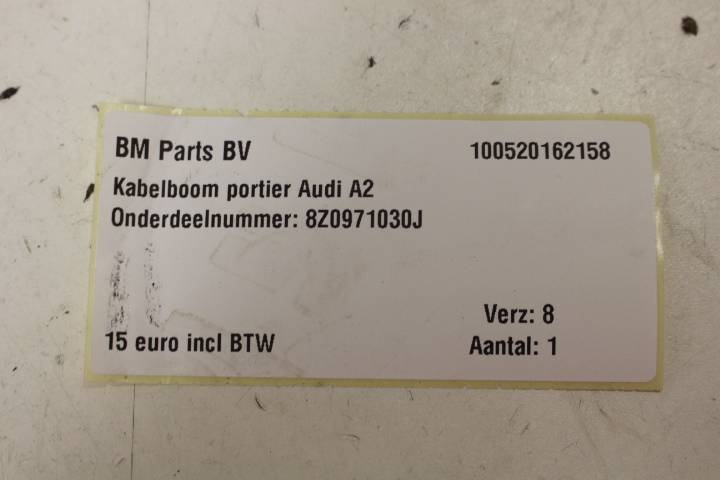 BM Parts BV 100520162158
Kabelboom portier Audi A2
Onderdeelnummer: 8Z0971030J
Verz: 8
15 euro incl BTW Aantal: 1